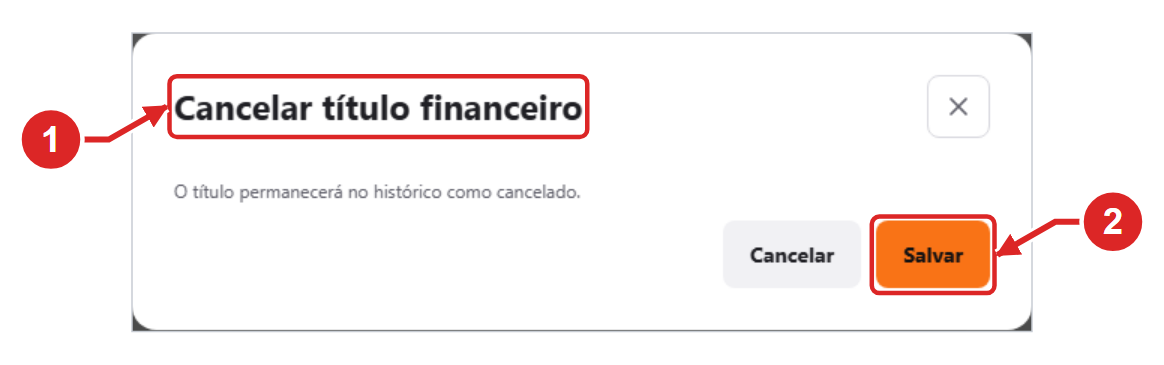 Cancelar título financeiro
1
O título permanecerá no histórico como cancelado.
2
Cancelar
Salvar